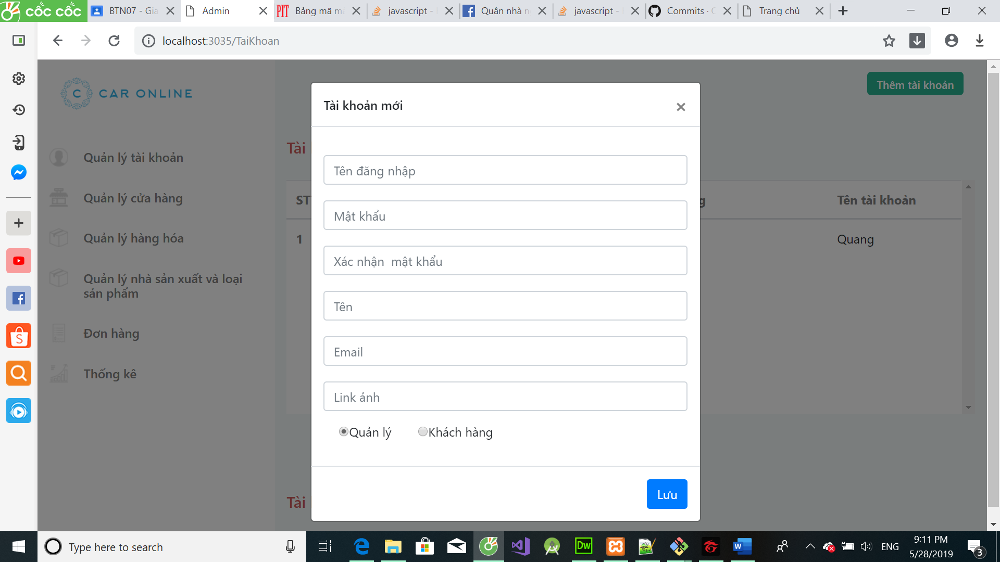 cốc cốc
BTN07 - Gia
Admin
PIT Bảng mã mà
javascript -
Quân nhà n
javascript -
Commits ·
Trang chủ
localhost:3035/TaiKhoan
C CAR ONLINE
Thêm tài khoản
Tài khoản mới
×
Quản lý tài khoản
Quản lý cửa hàng
Quản lý hàng hóa
Quản lý nhà sản xuất và loại
sản phẩm
Đơn hàng
Thống kê
Tài
Tên đăng nhập
Mật khẩu
Xác nhận  mật khẩu
Tên
Email
Link ảnh
Quản lý
Khách hàng
Lưu
ST
g
Tên tài khoản
1
Quang
Tài
Type here to search
Dw
W
ENG
9:11 PM
5/28/2019
3